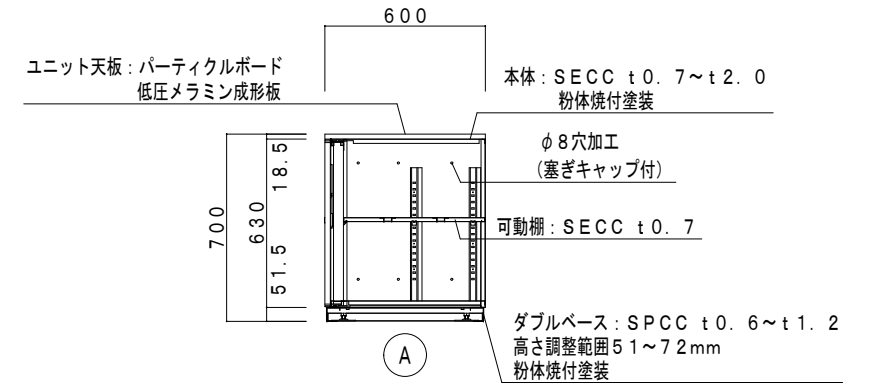 ６００
ユニット天板：パーティクルボード
低圧メラミン成形板
本体：ＳＥＣＣ ｔ０．７～ｔ２．０
粉体焼付塗装
φ８穴加工
（塞ぎキャップ付）
１８．５
７００
６３０
５１．５
可動棚：ＳＥＣＣ ｔ０．７
ダブルベース：ＳＰＣＣ ｔ０．６～ｔ１．２
高さ調整範囲５１～７２mm
粉体焼付塗装
Ａ